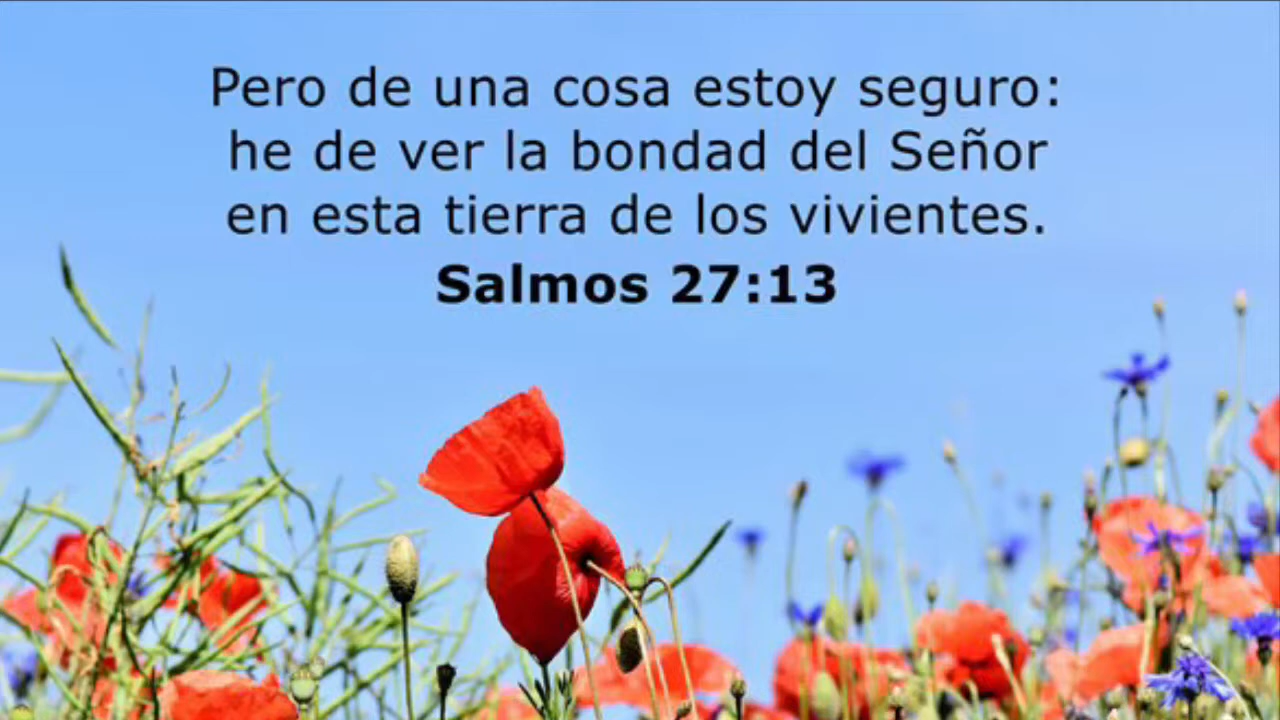 Pero de una cosa estoy seguro:
he de ver la bondad del Señor
en esta tierra de los vivientes.
Salmos 27:13